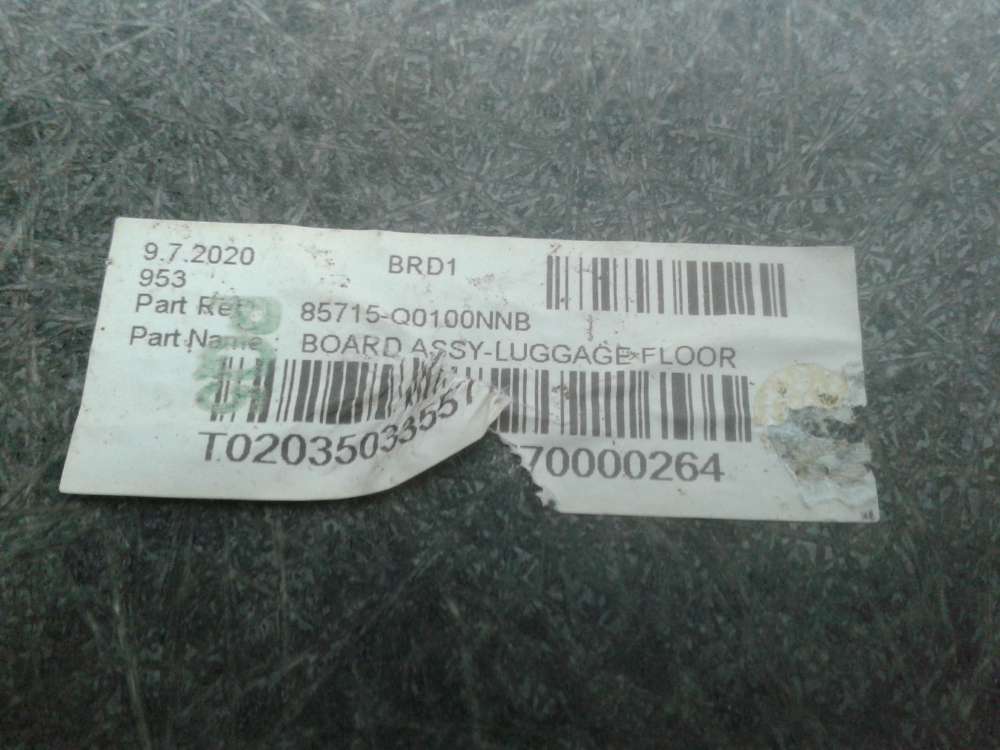 9.7.2020 BRD1
953
Part Ref 85715-Q0100NNB
Part Name : BOARD ASSY-LUGGAGE FLOOR
T0203503355 70000264